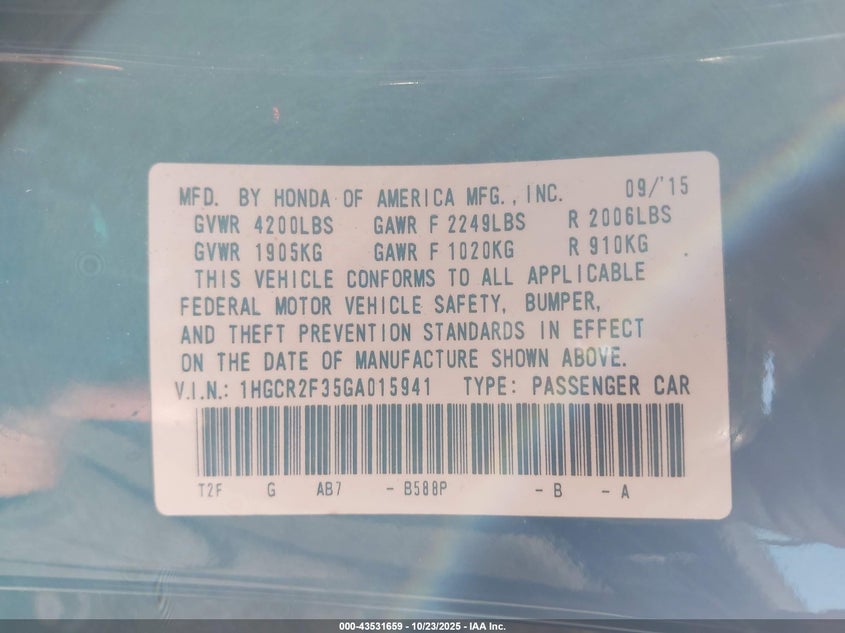 MFD. BY HONDA OF AMERICA MFG., INC. 09/'15
GVWR 4200LBS GAWR F 2249LBS R 2006LBS
GVWR 1905KG GAWR F 1020KG R 910KG
THIS VEHICLE CONFORMS TO ALL APPLICABLE
FEDERAL MOTOR VEHICLE SAFETY, BUMPER,
AND THEFT PREVENTION STANDARDS IN EFFECT
ON THE DATE OF MANUFACTURE SHOWN ABOVE.
V.I.N.: 1HGCR2F35GA015941 TYPE: PASSENGER CAR
T2F G AB7 - B588P - B - A
000-43531659 - 10/23/2025 - IAA Inc.